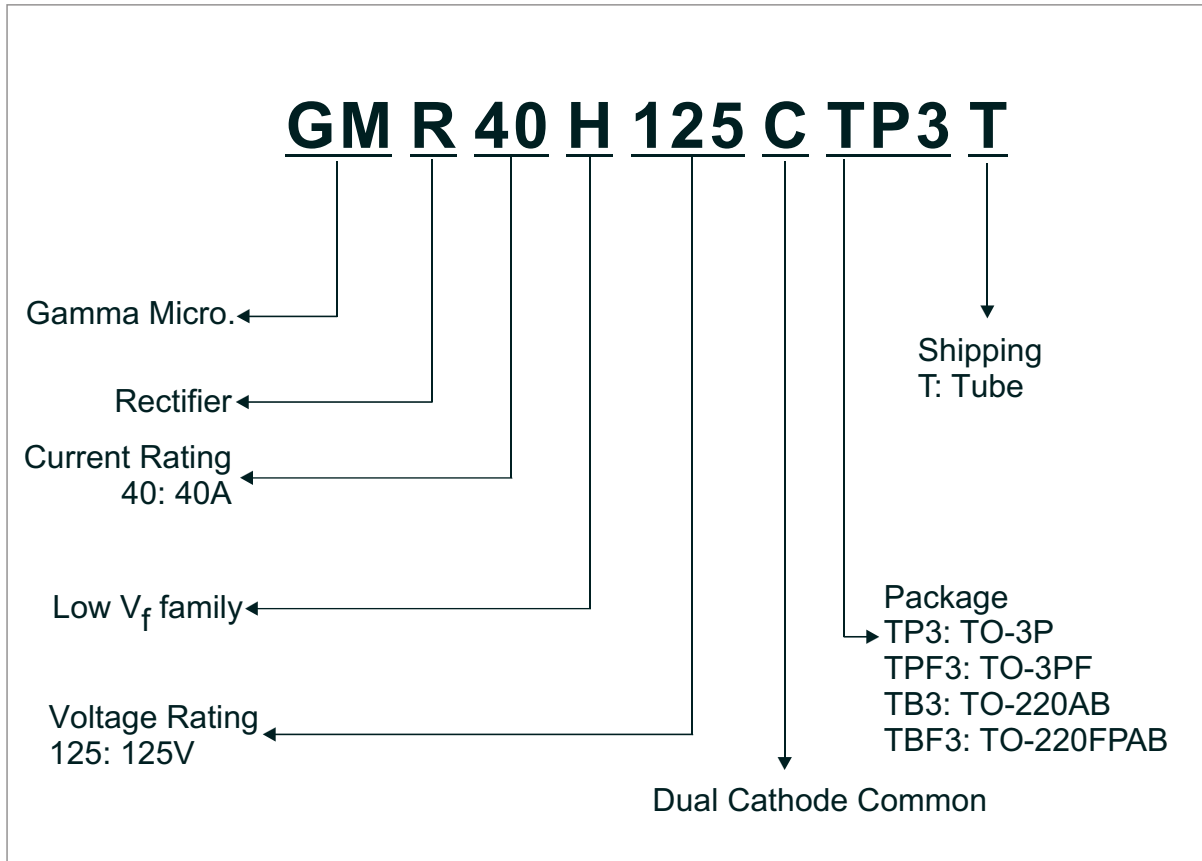 GM R 40 H 125 C TP3 T
Gamma Micro.
Rectifier
Current Rating
40: 40A
Low Vf family
Voltage Rating
125: 125V
Dual Cathode Common
Package
TP3: TO-3P
TPF3: TO-3PF
TB3: TO-220AB
TBF3: TO-220FPAB
Shipping
T: Tube